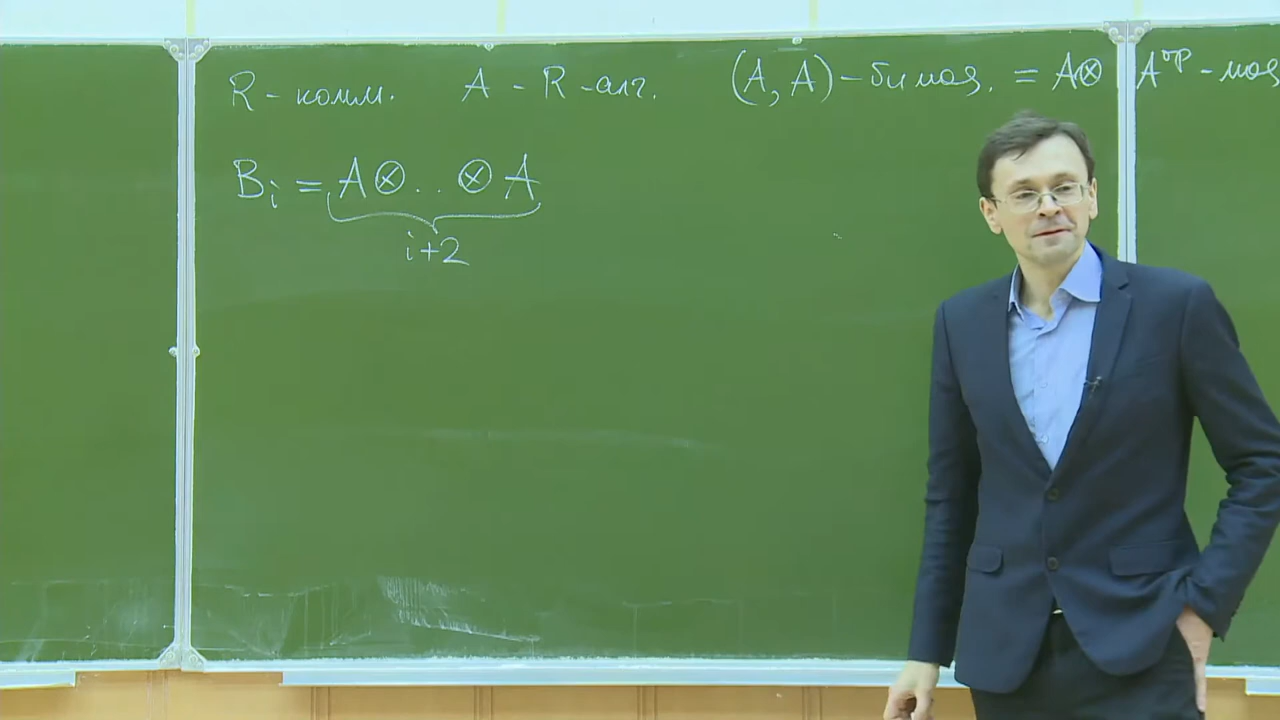 R - комм. A - R - алг. (A, A) - бимод. = A⊗ A^op - мод
B_i = A⊗ .. ⊗ A
i+2